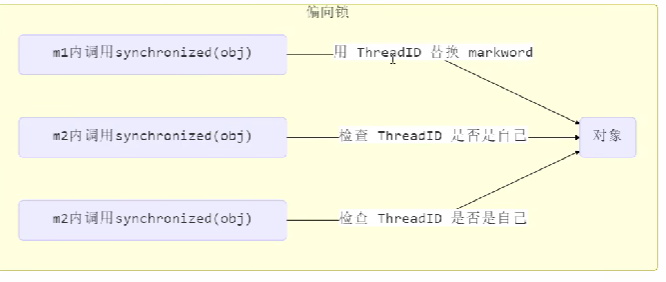 偏向锁
m1内调用synchronized(obj)
用 ThreadID 替换 markword
m2内调用synchronized(obj)
检查 ThreadID 是否是自己
对象
m2内调用synchronized(obj)
检查 ThreadID 是否是自己